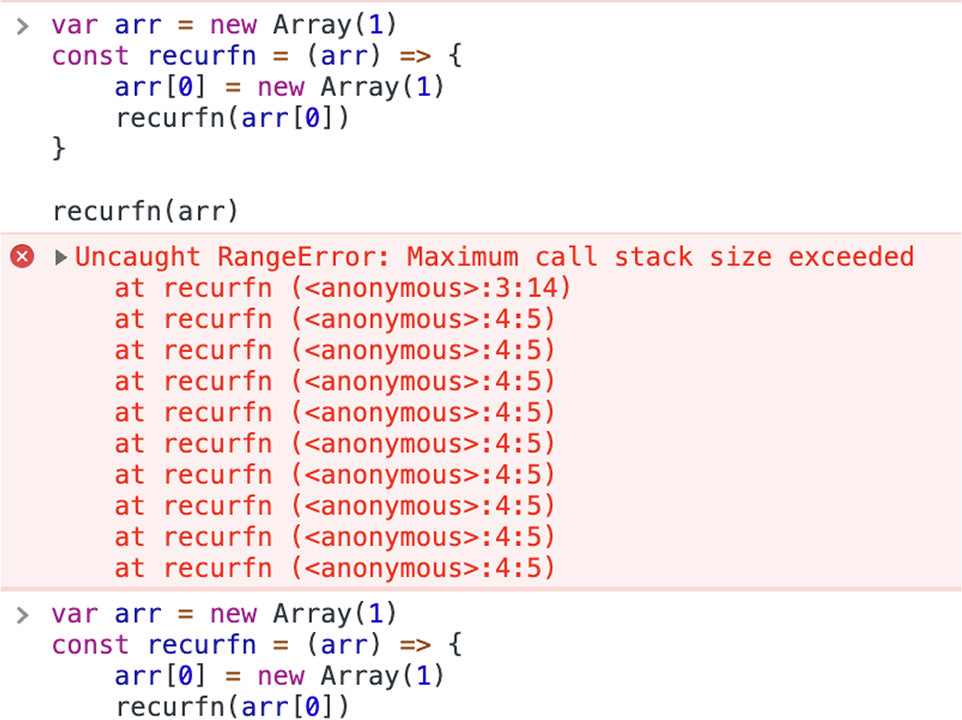 > var arr = new Array(1)
const recurfn = (arr) => {
    arr[0] = new Array(1)
    recurfn(arr[0])
}
recurfn(arr)
Uncaught RangeError: Maximum call stack size exceeded
    at recurfn (<anonymous>:3:14)
    at recurfn (<anonymous>:4:5)
    at recurfn (<anonymous>:4:5)
    at recurfn (<anonymous>:4:5)
    at recurfn (<anonymous>:4:5)
    at recurfn (<anonymous>:4:5)
    at recurfn (<anonymous>:4:5)
    at recurfn (<anonymous>:4:5)
    at recurfn (<anonymous>:4:5)
    at recurfn (<anonymous>:4:5)
> var arr = new Array(1)
const recurfn = (arr) => {
    arr[0] = new Array(1)
    recurfn(arr[0])